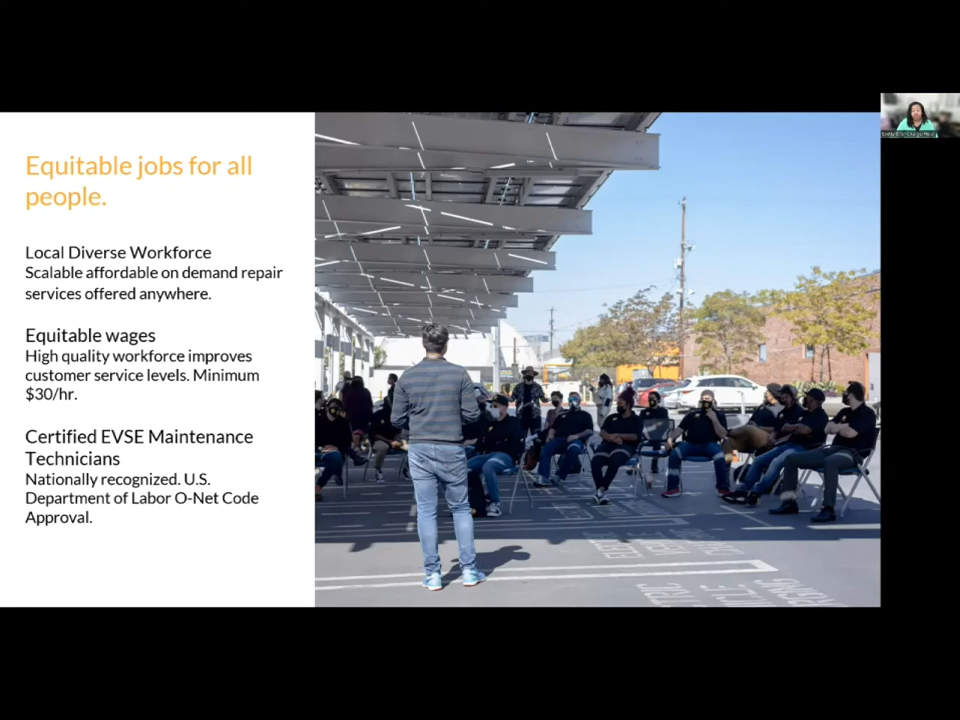 Equitable jobs for all
people.
Local Diverse Workforce
Scalable affordable on demand repair
services offered anywhere.
Equitable wages
High quality workforce improves
customer service levels. Minimum
$30/hr.
Certified EVSE Maintenance
Technicians
Nationally recognized. U.S.
Department of Labor O-Net Code
Approval.